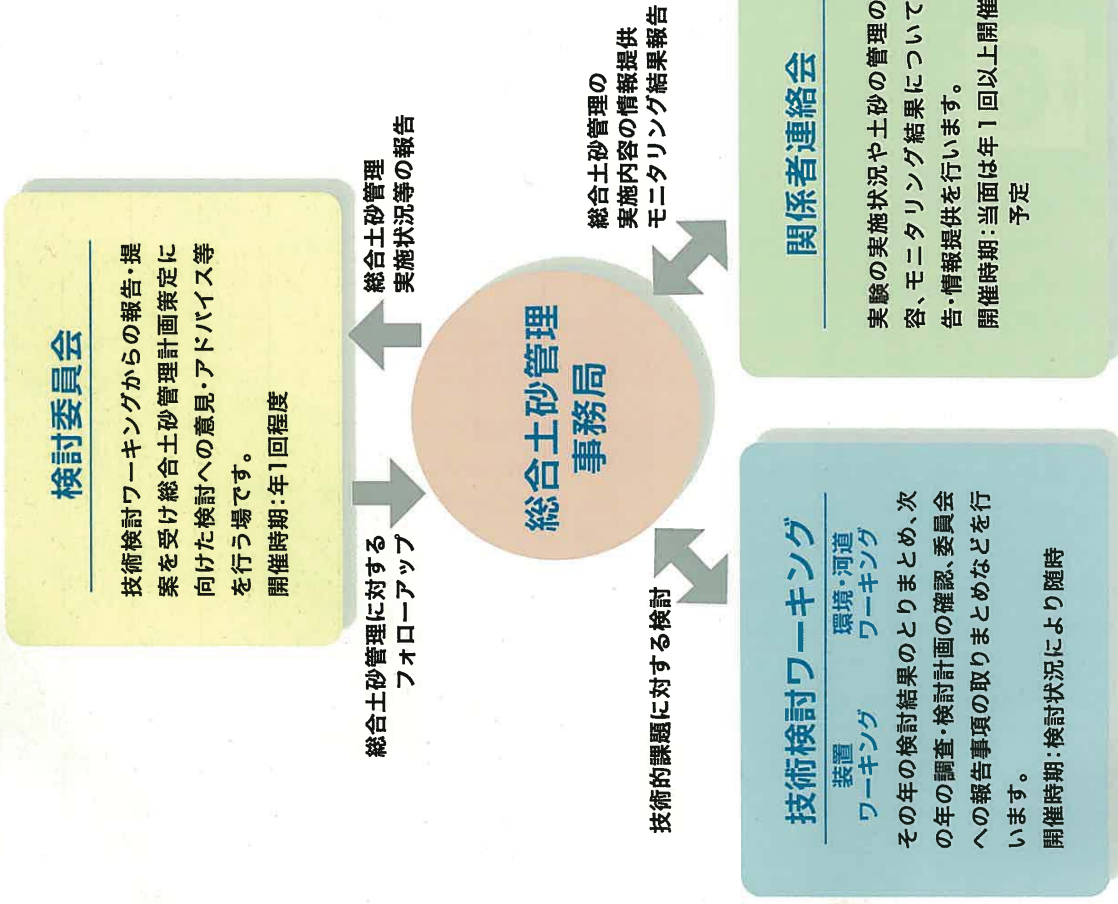 検討委員会
技術検討ワーキングからの報告・提
案を受け総合土砂管理計画策定に
向けた検討への意見・アドバイス等
を行う場です。
開催時期:年1回程度
総合土砂管理に対する
フォローアップ
総合土砂管理
実施状況等の報告
総合土砂管理
事務局
技術的課題に対する検討
総合土砂管理の
実施内容の情報提供
モニタリング結果報告
技術検討ワーキング
装置
ワーキング
環境・河道
ワーキング
その年の検討結果のとりまとめ、次
の年の調査・検討計画の確認、委員会
への報告事項の取りまとめなどを行
います。
開催時期:検討状況により随時
関係者連絡会
実験の実施状況や土砂の管理の
容、モニタリング結果について
告・情報提供を行います。
開催時期:当面は年1回以上開催
予定